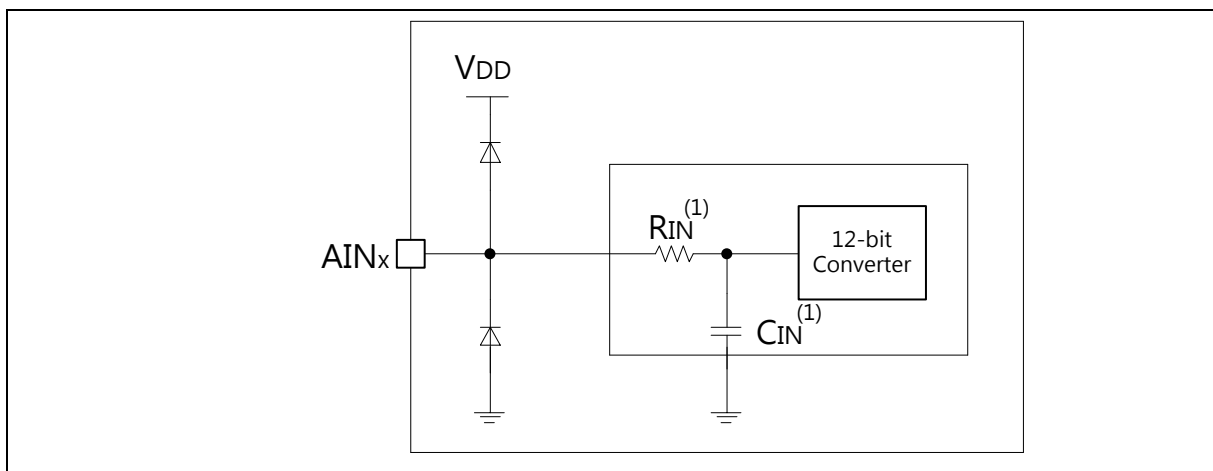 VDD
AINx
RIN(1)
12-bit
Converter
CIN(1)